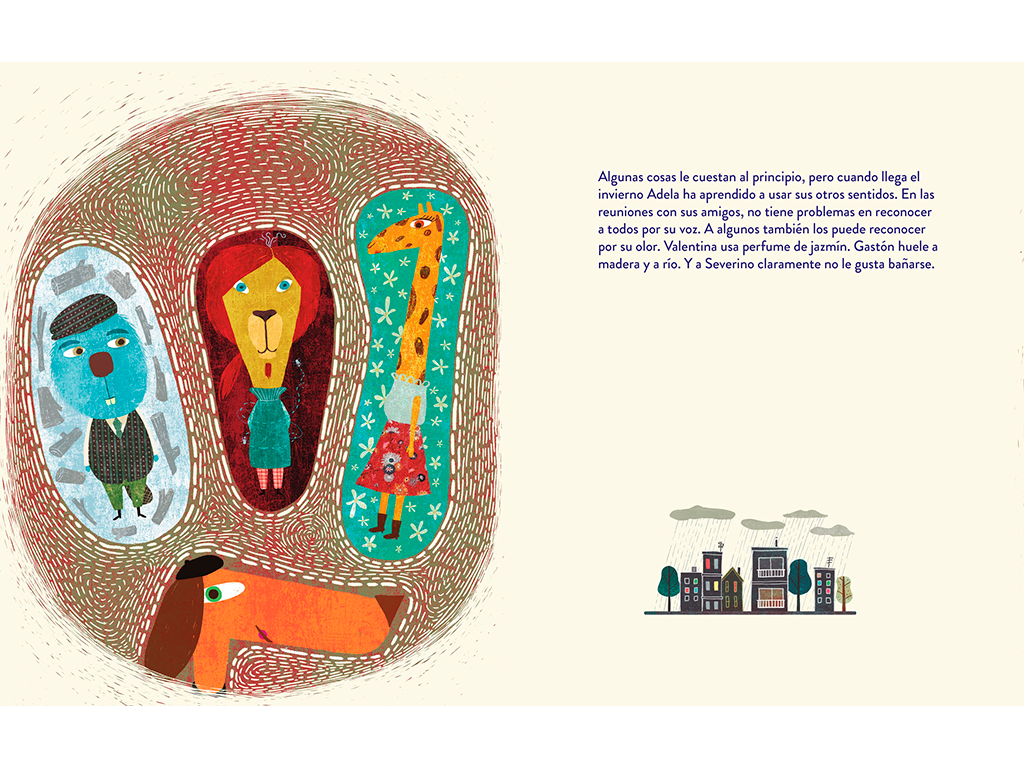 Algunas cosas le cuestan al principio, pero cuando llega el
invierno Adela ha aprendido a usar sus otros sentidos. En las
reuniones con sus amigos, no tiene problemas en reconocer
a todos por su voz. A algunos también los puede reconocer
por su olor. Valentina usa perfume de jazmín. Gastón huele a
madera y a río. Y a Severino claramente no le gusta bañarse.